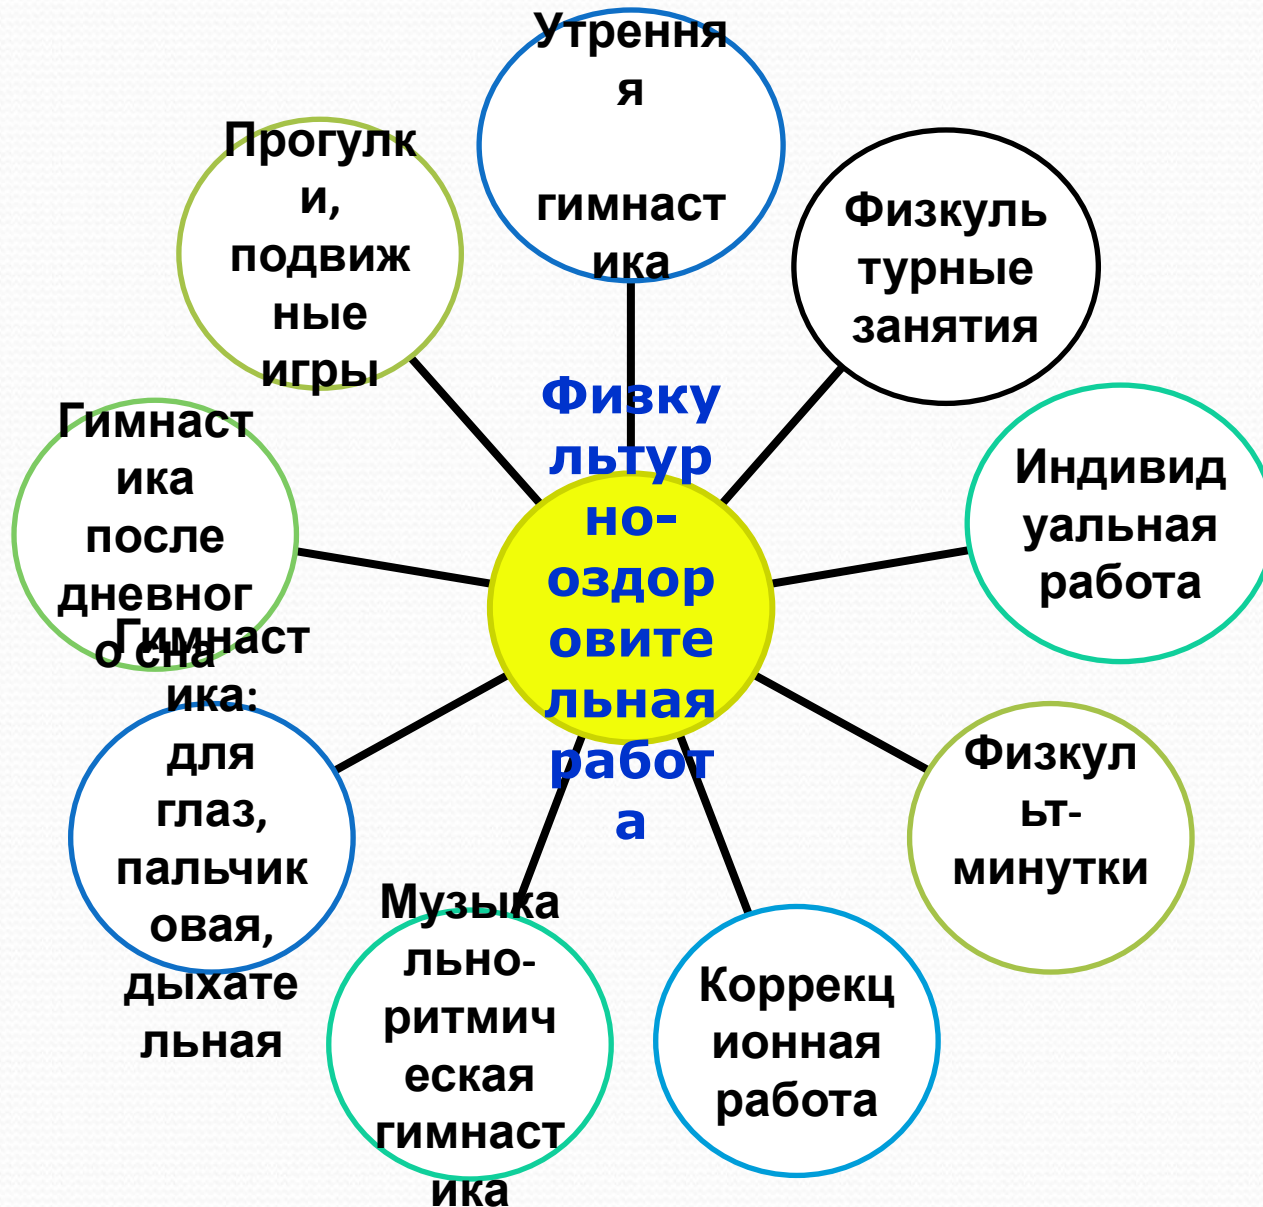 Утрення
я
гимнаст
ика
Физкуль
турные
занятия
Индивид
уальная
работа
Физкул
ьт-
минутки
Коррекц
ионная
работа
Музыка
льно-
ритмич
еская
гимнаст
ика
Гимнаст
ика:
для
глаз,
пальчик
овая,
дыхате
льная
Гимнаст
ика
после
дневног
о сна
Прогулк
и,
подвиж
ные
игры
Физку
льтур
но-
оздор
овите
льная
работ
а